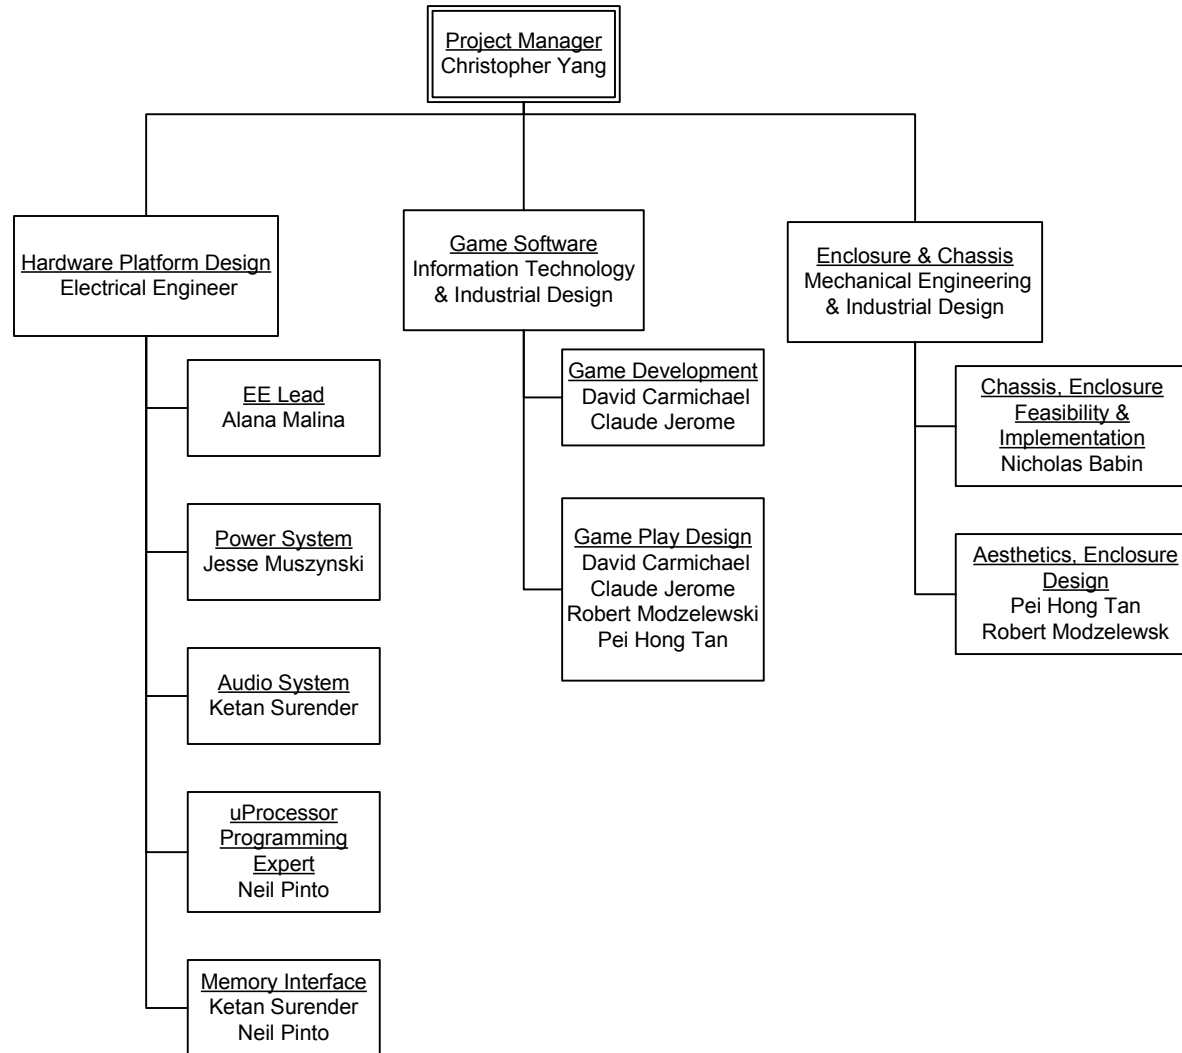 Project Manager
Christopher Yang
Hardware Platform Design
Electrical Engineer
EE Lead
Alana Malina
Power System
Jesse Muszynski
Audio System
Ketan Surender
uProcessor
Programming
Expert
Neil Pinto
Memory Interface
Ketan Surender
Neil Pinto
Game Software
Information Technology
& Industrial Design
Game Development
David Carmichael
Claude Jerome
Game Play Design
David Carmichael
Claude Jerome
Robert Modzelewski
Pei Hong Tan
Enclosure & Chassis
Mechanical Engineering
& Industrial Design
Chassis, Enclosure
Feasibility &
Implementation
Nicholas Babin
Aesthetics, Enclosure
Design
Pei Hong Tan
Robert Modzelewsk